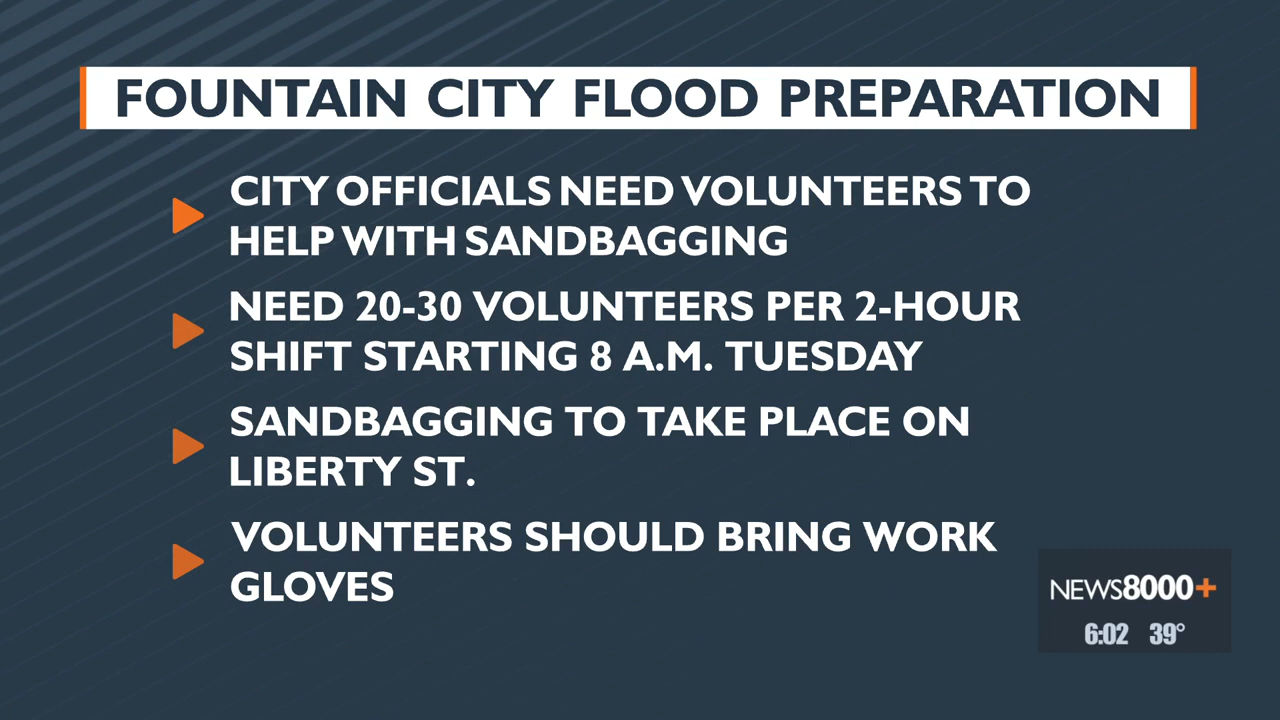 FOUNTAIN CITY FLOOD PREPARATION
CITY OFFICIALS NEED VOLUNTEERS TO
HELP WITH SANDBAGGING
NEED 20-30 VOLUNTEERS PER 2-HOUR
SHIFT STARTING 8 A.M. TUESDAY
SANDBAGGING TO TAKE PLACE ON
LIBERTY ST.
VOLUNTEERS SHOULD BRING WORK
GLOVES
NEWS8000+
6:02 39°